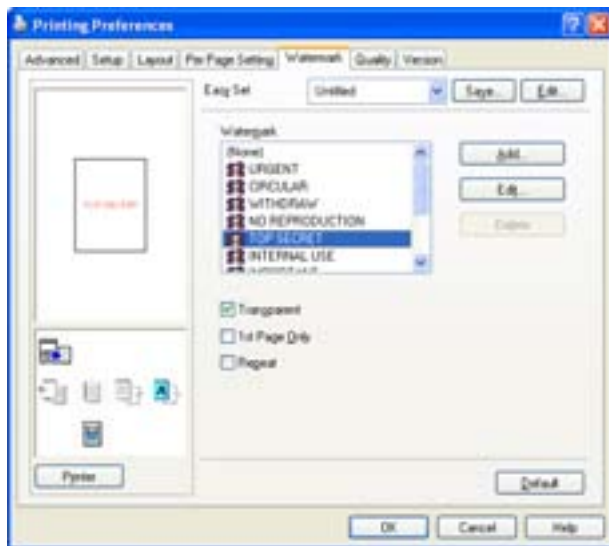 Printing Preferences
Advanced Setup Layout Per Page Setting Watermark Quality Version
Easy Set Untitled Save... Edit...
Watermark
(None)
URGENT
CIRCULAR
WITHDRAW
NO REPRODUCTION
TOP SECRET
INTERNAL USE
Add...
Edit...
Delete
Transparent
1st Page Only
Repeat
Printer
Default
OK Cancel Help